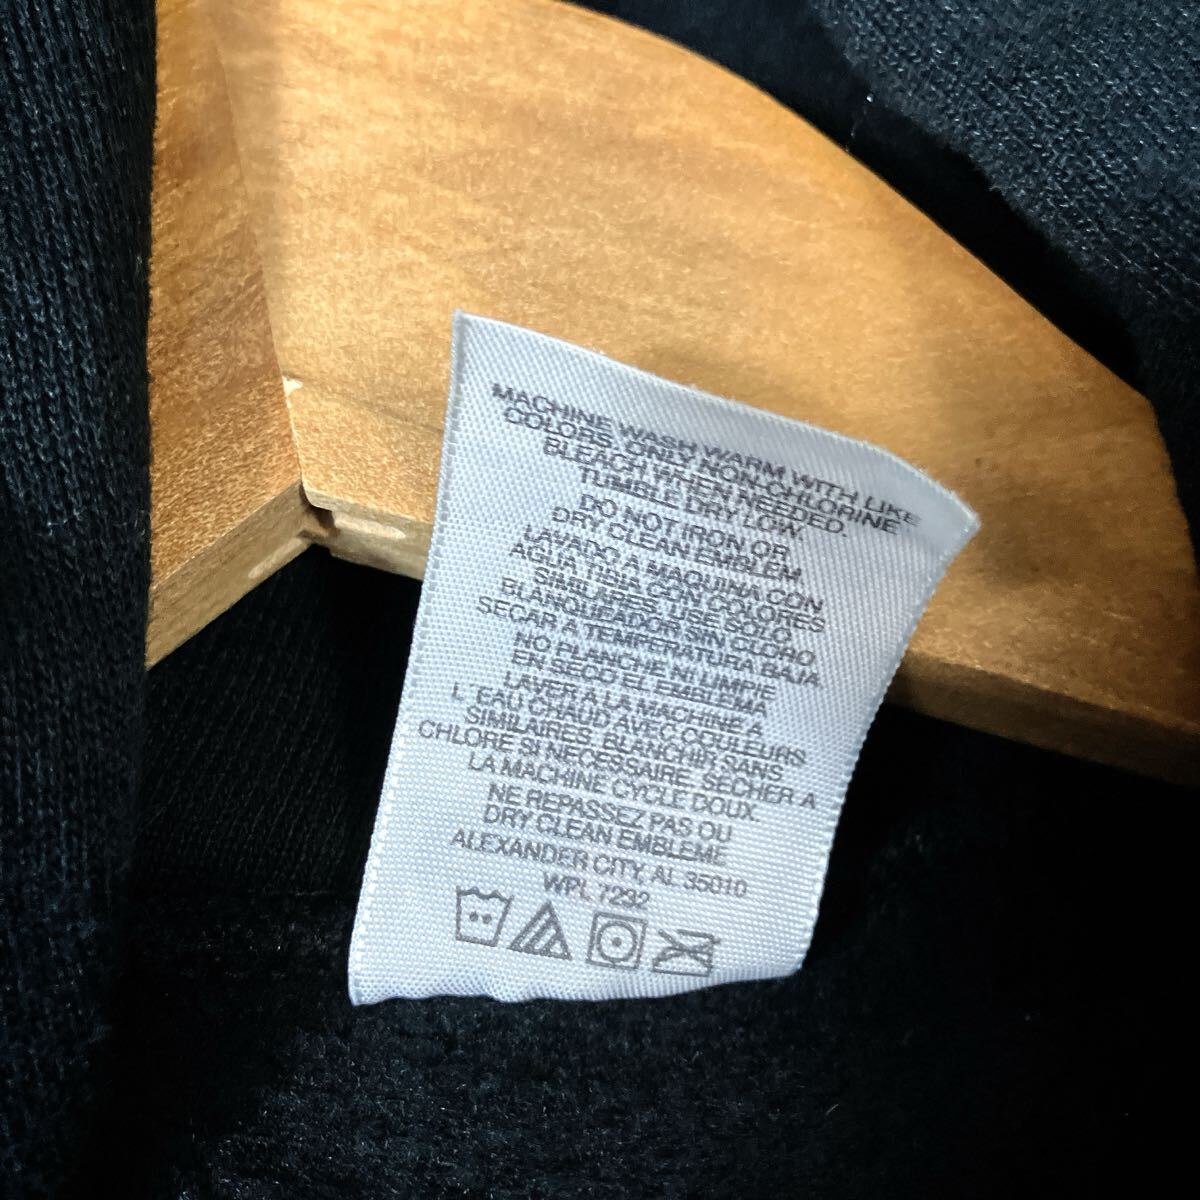 MACHINE WASH WARM WITH LIKE
COLORS ONLY NON-CHLORINE
BLEACH WHEN NEEDED.
TUMBLE DRY LOW.
DO NOT IRON OR
DRY CLEAN EMBLEM.
LAVADO A MAQUINA CON
AGUA TIBIA CON COLORES
SIMILARES. USE SOLO
BLANQUEADOR SIN CLORO.
SECAR A TEMPERATURA BAJA
NO PLANCHE NI LIMPIE
EN SECO EL EMBLEMA
LAVER A LA MACHINE A
L'EAU CHAUD AVEC COULEURS
SIMILAIRES. BLANCHIR SANS
CHLORE SI NECESSAIRE. SECHER A
LA MACHINE CYCLE DOUX.
NE REPASSEZ PAS OU
DRY CLEAN EMBLEME
ALEXANDER CITY, AL 35010
WPL 7232